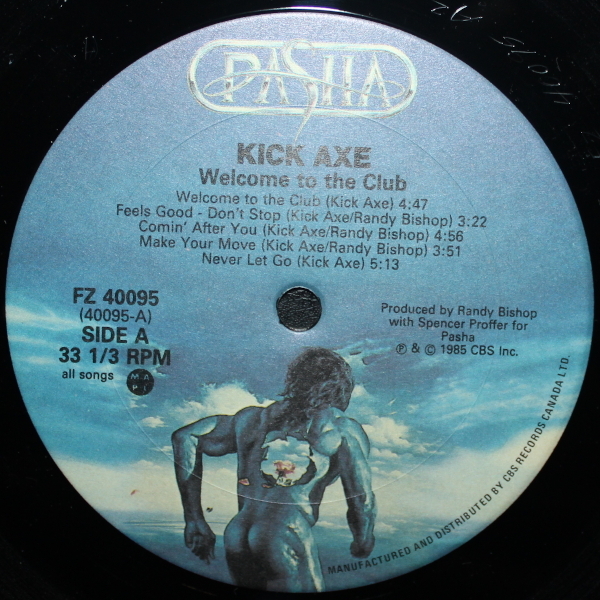 PASHA
KICK AXE
Welcome to the Club
Welcome to the Club (Kick Axe) 4:47
Feels Good - Don't Stop (Kick Axe/Randy Bishop) 3:22
Comin' After You (Kick Axe/Randy Bishop) 4:56
Make Your Move (Kick Axe/Randy Bishop) 3:51
Never Let Go (Kick Axe) 5:13
FZ 40095
(40095-A)
SIDE A
33 1/3 RPM
all songs
Produced by Randy Bishop
with Spencer Proffer for
Pasha
℗ & © 1985 CBS Inc.
MANUFACTURED AND DISTRIBUTED BY CBS RECORDS CANADA LTD.